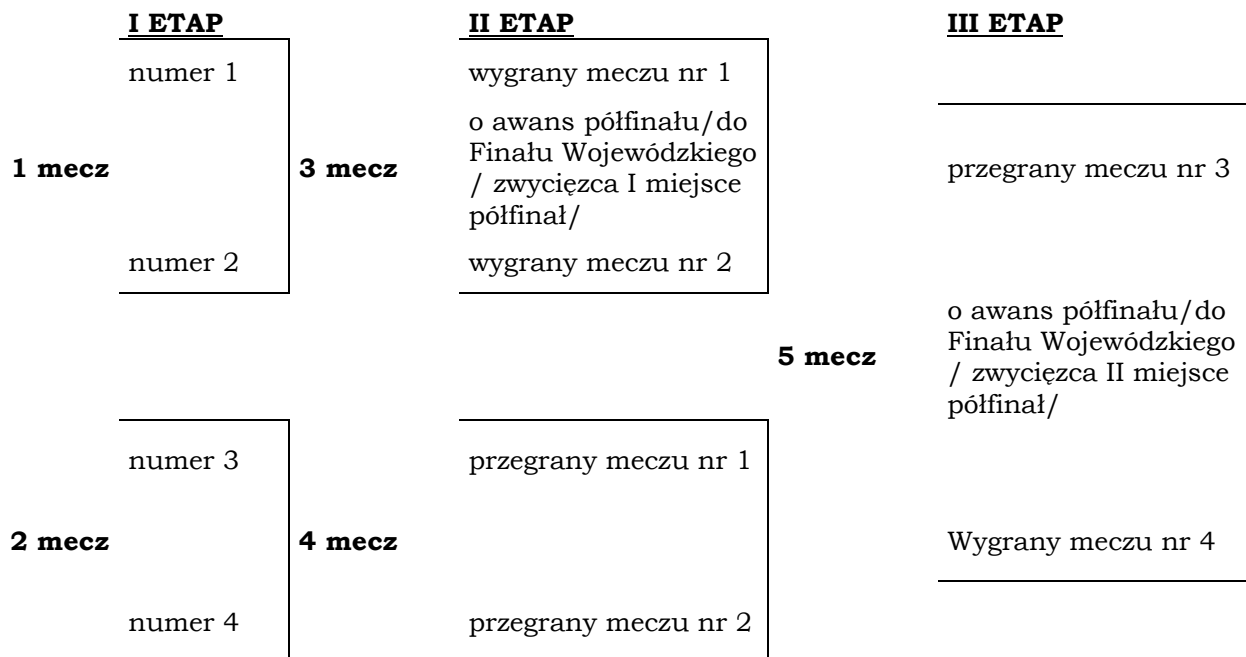 I ETAP
II ETAP
III ETAP
numer 1
wygrany meczu nr 1
1 mecz
3 mecz
o awans półfinału/do
Finału Wojewódzkiego
/ zwycięzca I miejsce
półfinał/
przegrany meczu nr 3
numer 2
wygrany meczu nr 2
5 mecz
o awans półfinału/do
Finału Wojewódzkiego
/ zwycięzca II miejsce
półfinał/
numer 3
przegrany meczu nr 1
2 mecz
4 mecz
Wygrany meczu nr 4
numer 4
przegrany meczu nr 2